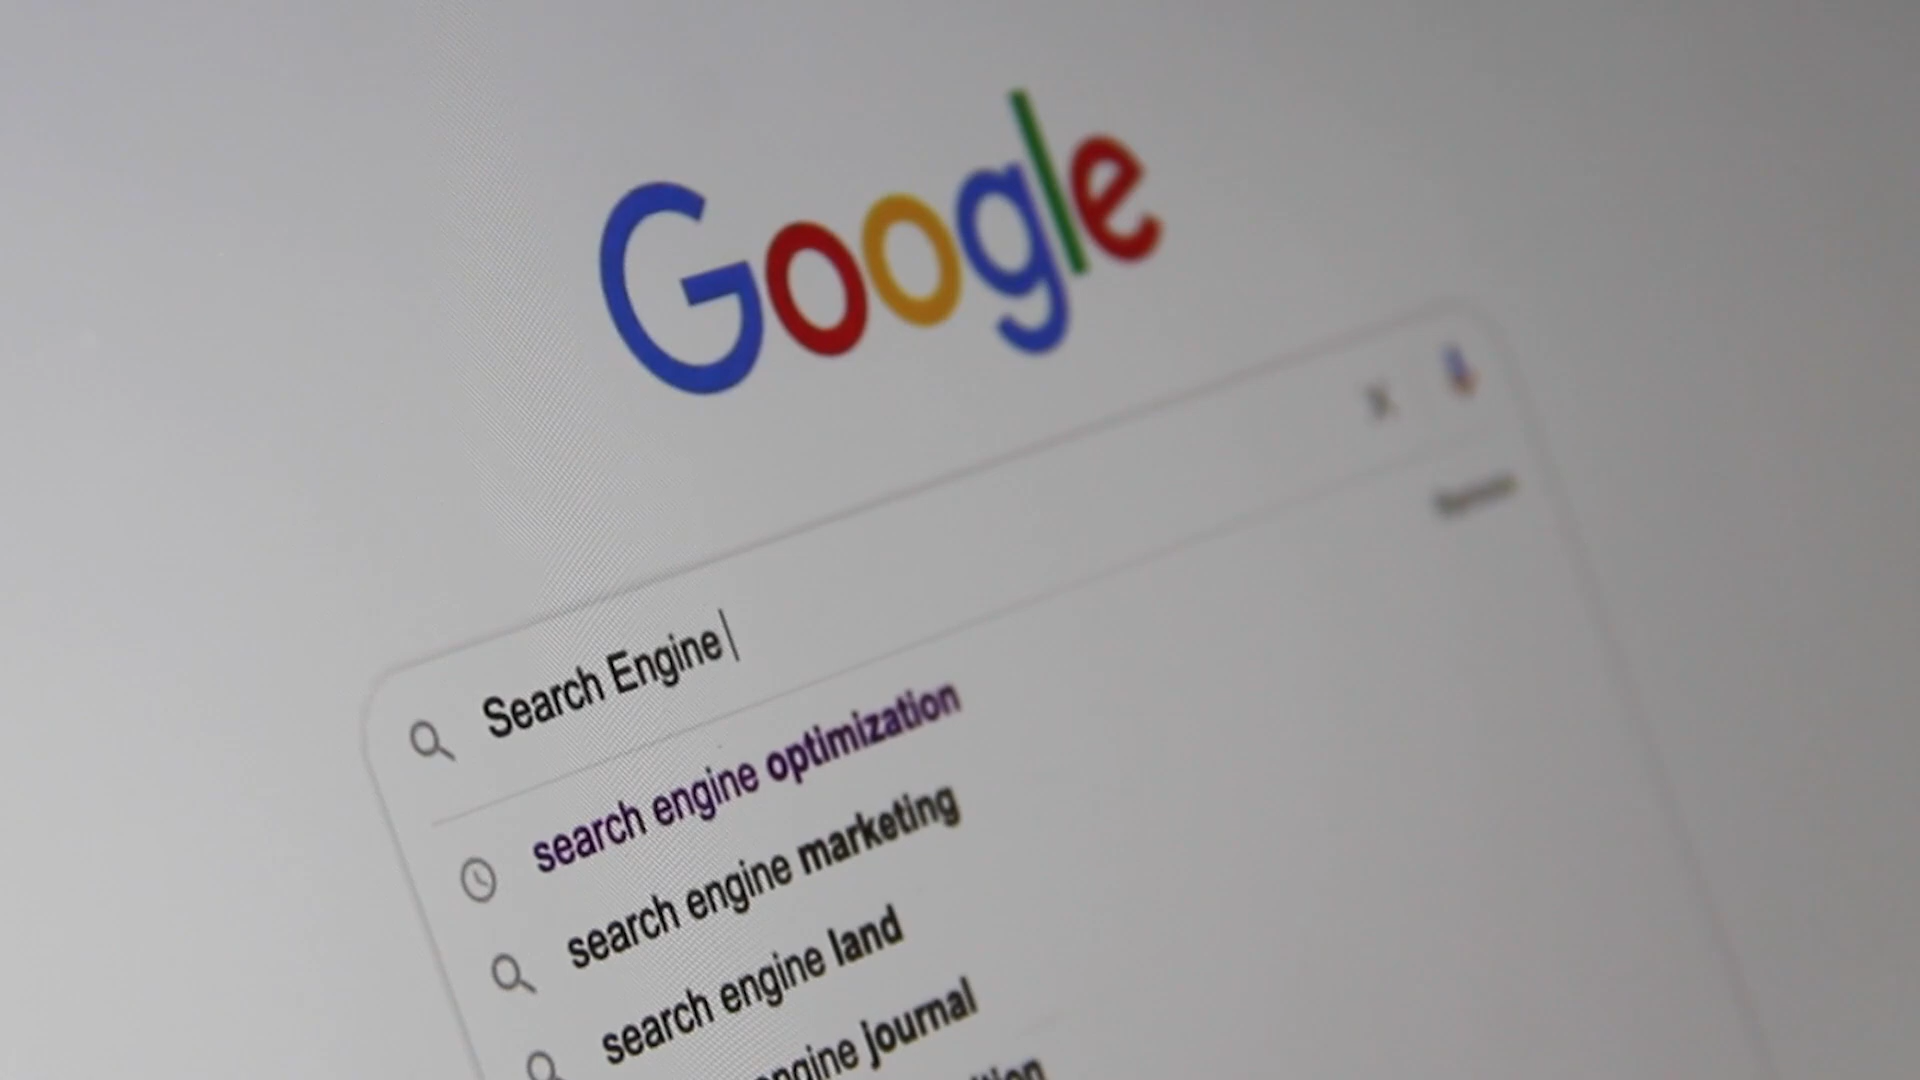 Google
Search Engine
search engine optimization
search engine marketing
search engine land
engine journal